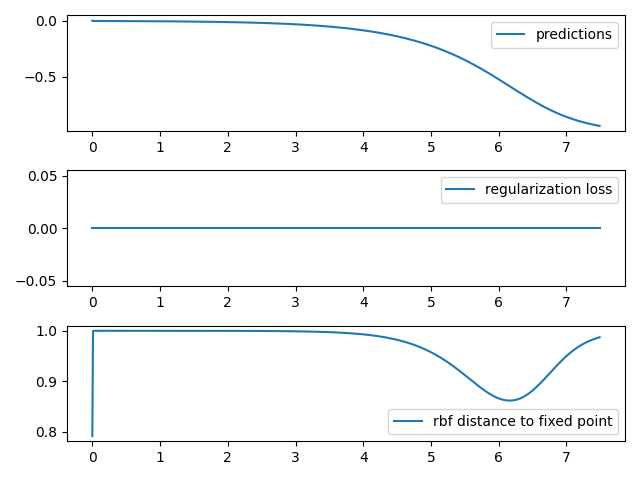 0.0
−0.5
predictions
0 1 2 3 4 5 6 7
0.05
0.00
−0.05
regularization loss
0 1 2 3 4 5 6 7
1.0
0.9
0.8
rbf distance to fixed point
0 1 2 3 4 5 6 7